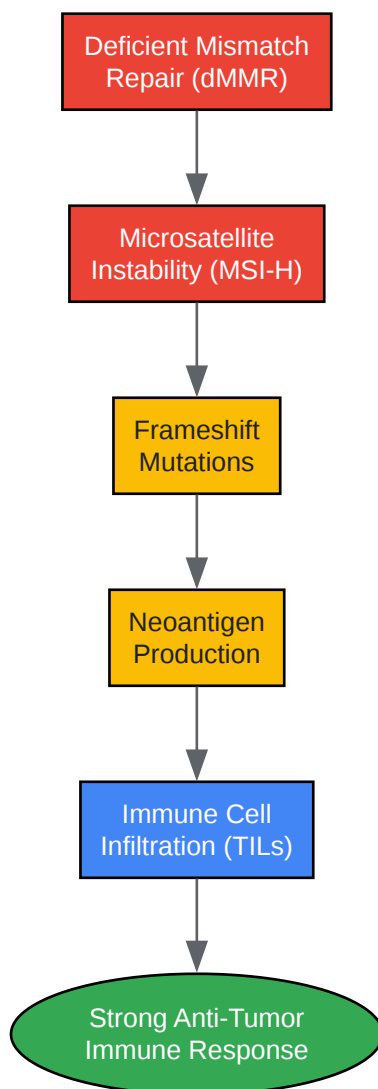 Deficient Mismatch
Repair (dMMR)
Microsatellite
Instability (MSI-H)
Frameshift
Mutations
Neoantigen
Production
Immune Cell
Infiltration (TILs)
Strong Anti-Tumor
Immune Response